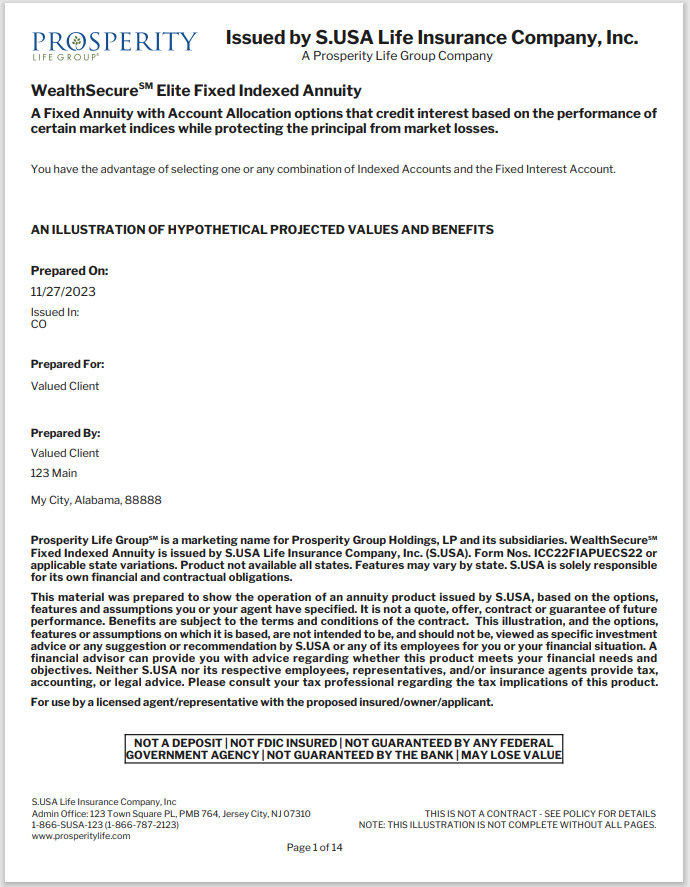 PROSPERITY
LIFE GROUP®
Issued by S.USA Life Insurance Company, Inc.
A Prosperity Life Group Company
WealthSecureSM Elite Fixed Indexed Annuity
A Fixed Annuity with Account Allocation options that credit interest based on the performance of
certain market indices while protecting the principal from market losses.
You have the advantage of selecting one or any combination of Indexed Accounts and the Fixed Interest Account.
AN ILLUSTRATION OF HYPOTHETICAL PROJECTED VALUES AND BENEFITS
Prepared On:
11/27/2023
Issued In:
CO
Prepared For:
Valued Client
Prepared By:
Valued Client
123 Main
My City, Alabama, 88888
Prosperity Life GroupSM is a marketing name for Prosperity Group Holdings, LP and its subsidiaries. WealthSecureSM
Fixed Indexed Annuity is issued by S.USA Life Insurance Company, Inc. (S.USA). Form Nos. ICC22FIAPUECS22 or
applicable state variations. Product not available all states. Features may vary by state. S.USA is solely responsible
for its own financial and contractual obligations.
This material was prepared to show the operation of an annuity product issued by S.USA, based on the options,
features and assumptions you or your agent have specified. It is not a quote, offer, contract or guarantee of future
performance. Benefits are subject to the terms and conditions of the contract. This illustration, and the options,
features or assumptions on which it is based, are not intended to be, and should not be, viewed as specific investment
advice or any suggestion or recommendation by S.USA or any of its employees for you or your financial situation. A
financial advisor can provide you with advice regarding whether this product meets your financial needs and
objectives. Neither S.USA nor its respective employees, representatives, and/or insurance agents provide tax,
accounting, or legal advice. Please consult your tax professional regarding the tax implications of this product.
For use by a licensed agent/representative with the proposed insured/owner/applicant.
NOT A DEPOSIT | NOT FDIC INSURED | NOT GUARANTEED BY ANY FEDERAL
GOVERNMENT AGENCY | NOT GUARANTEED BY THE BANK | MAY LOSE VALUE
S.USA Life Insurance Company, Inc
Admin Office: 123 Town Square PL, PMB 764, Jersey City, NJ 07310
1-866-SUSA-123 (1-866-787-2123)
www.prosperitylife.com
THIS IS NOT A CONTRACT - SEE POLICY FOR DETAILS
NOTE: THIS ILLUSTRATION IS NOT COMPLETE WITHOUT ALL PAGES.
Page 1 of 14